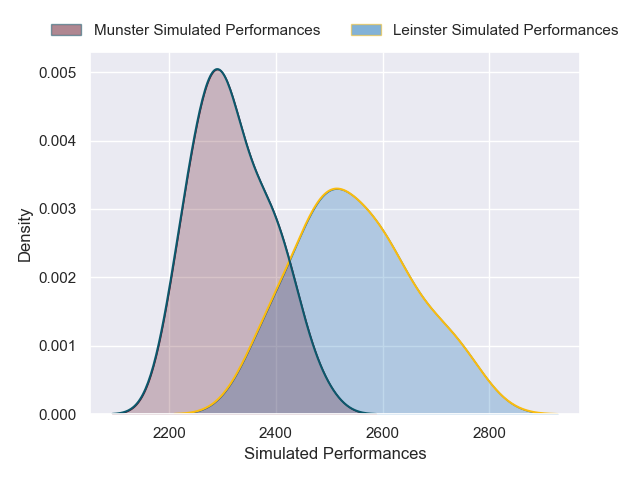 Munster Simulated Performances
Leinster Simulated Performances
0.005
0.004
0.003
0.002
0.001
0.000
Density
2200
2400
2600
2800
Simulated Performances